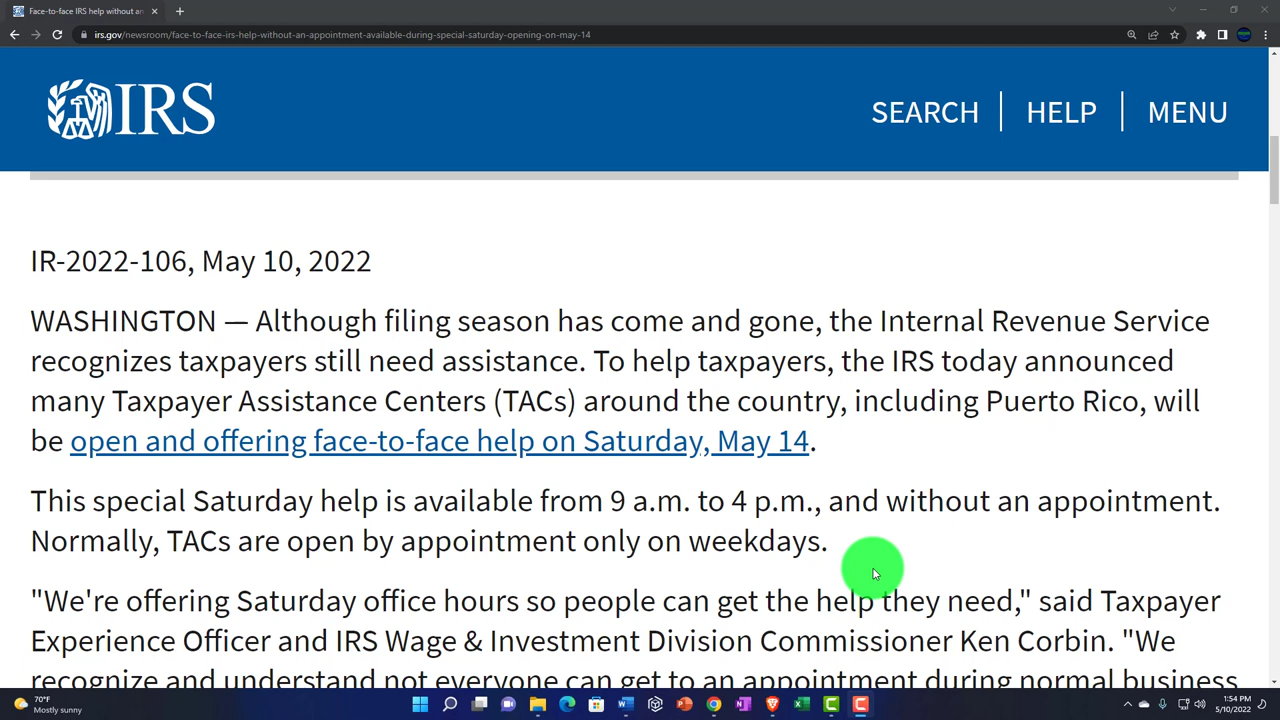 Face-to-face IRS help without an
irs.gov/newsroom/face-to-face-irs-help-without-an-appointment-available-during-special-saturday-opening-on-may-14
IRS
SEARCH HELP MENU
IR-2022-106, May 10, 2022
WASHINGTON — Although filing season has come and gone, the Internal Revenue Service
recognizes taxpayers still need assistance. To help taxpayers, the IRS today announced
many Taxpayer Assistance Centers (TACs) around the country, including Puerto Rico, will
be open and offering face-to-face help on Saturday, May 14.
This special Saturday help is available from 9 a.m. to 4 p.m., and without an appointment.
Normally, TACs are open by appointment only on weekdays.
"We're offering Saturday office hours so people can get the help they need," said Taxpayer
Experience Officer and IRS Wage & Investment Division Commissioner Ken Corbin. "We
recognize and understand not everyone can get to an appointment during normal business
70°F
Mostly sunny
1:54 PM
5/10/2022